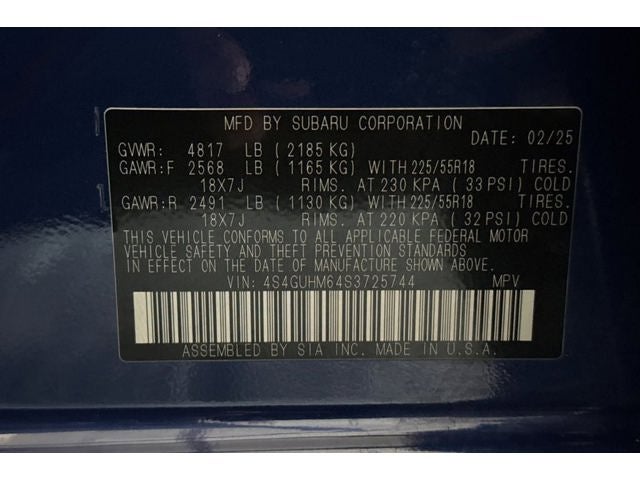 MFD BY SUBARU CORPORATION
DATE: 02/25
GVWR: 4817 LB ( 2185 KG)
GAWR:F 2568 LB ( 1165 KG) WITH 225/55R18 TIRES.
18X7J RIMS. AT 230 KPA ( 33 PSI) COLD
GAWR:R 2491 LB ( 1130 KG) WITH 225/55R18 TIRES.
18X7J RIMS. AT 220 KPA ( 32 PSI) COLD
THIS VEHICLE CONFORMS TO ALL APPLICABLE FEDERAL MOTOR
VEHICLE SAFETY AND THEFT PREVENTION STANDARDS
IN EFFECT ON THE DATE OF MANUFACTURE SHOWN ABOVE.
VIN: 4S4GUHM64S3725744 MPV
ASSEMBLED BY SIA INC. MADE IN U.S.A.